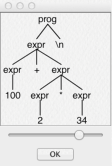 prog
expr \n
expr + expr
100 expr * expr
2 34
OK